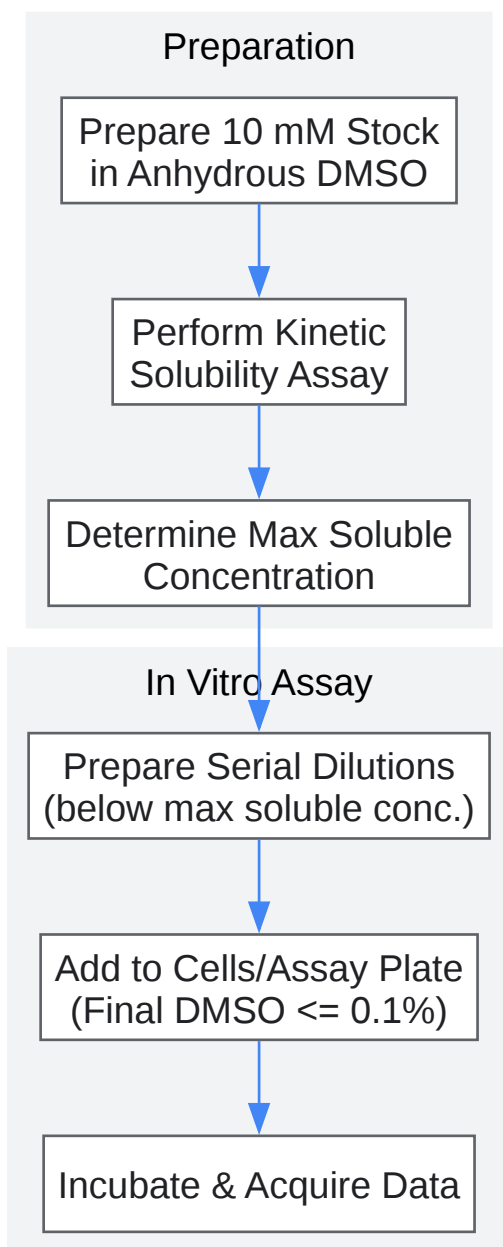 Preparation
Prepare 10 mM Stock
in Anhydrous DMSO
Perform Kinetic
Solubility Assay
Determine Max Soluble
Concentration
In Vitro Assay
Prepare Serial Dilutions
(below max soluble conc.)
Add to Cells/Assay Plate
(Final DMSO <= 0.1%)
Incubate & Acquire Data